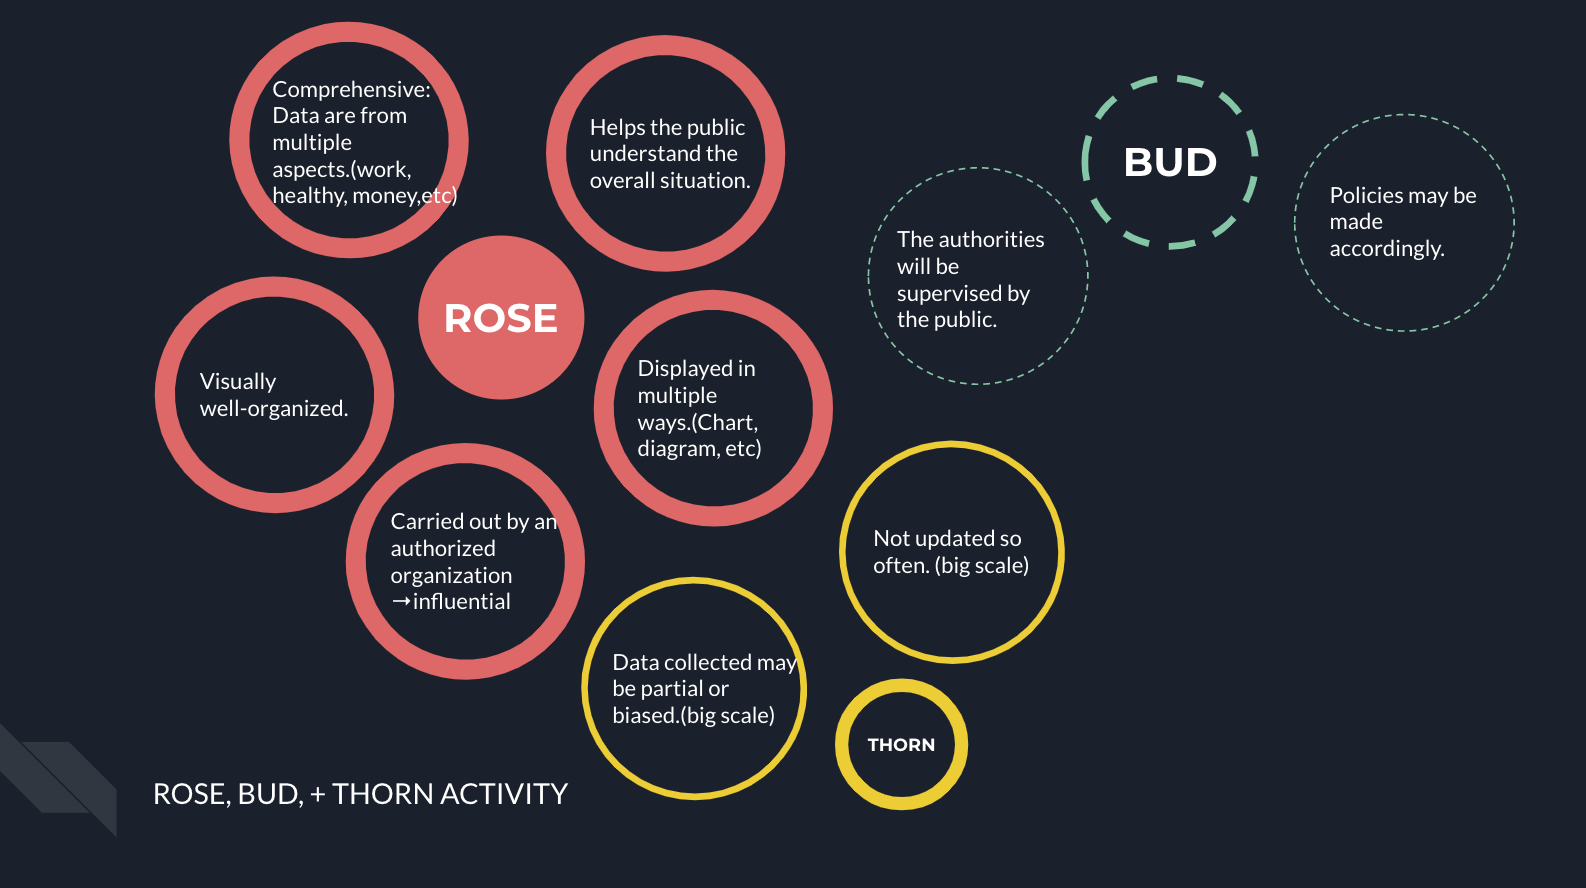 Comprehensive:
Data are from
multiple
aspects.(work,
healthy, money,etc)
Helps the public
understand the
overall situation.
ROSE
Visually
well-organized.
Displayed in
multiple
ways.(Chart,
diagram, etc)
Carried out by an
authorized
organization
→influential
BUD
The authorities
will be
supervised by
the public.
Policies may be
made
accordingly.
Not updated so
often. (big scale)
Data collected may
be partial or
biased.(big scale)
THORN
ROSE, BUD, + THORN ACTIVITY